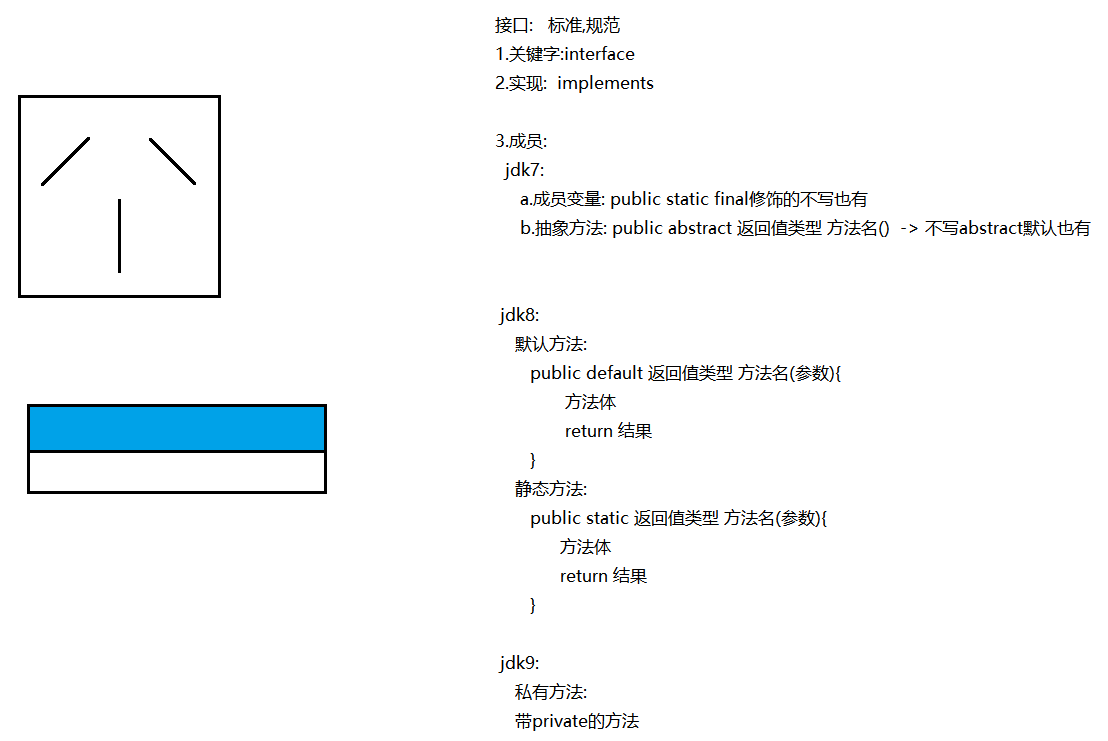 接口:   标准,规范
1.关键字:interface
2.实现:  implements
3.成员:
jdk7:
a.成员变量: public static final修饰的不写也有
b.抽象方法: public abstract 返回值类型 方法名()  -> 不写abstract默认也有
jdk8:
默认方法:
public default 返回值类型 方法名(参数){
方法体
return 结果
}
静态方法:
public static 返回值类型 方法名(参数){
方法体
return 结果
}
jdk9:
私有方法:
带private的方法